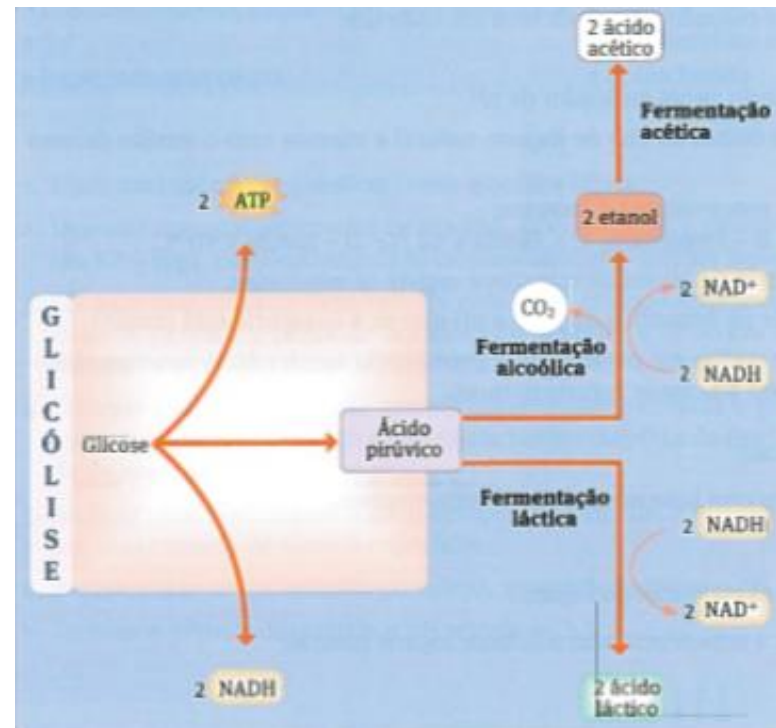 2 ácido
acético
Fermentação
acética
2 ATP
2 etanol
CO₂
2 NAD⁺
Fermentação
alcoólica
2 NADH
GLICÓLISE
Glicose
Ácido
pirúvico
Fermentação
láctica
2 NADH
2 NAD⁺
2 NADH
2 ácido
láctico